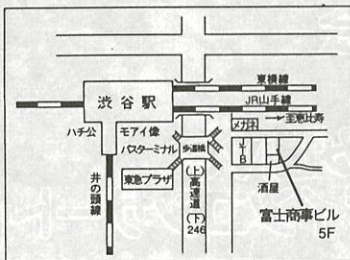 東横線
渋谷駅
JR山手線
至恵比寿
ハチ公
モアイ像
メガネ
バスターミナル
歩道橋
ビB
井の頭線
東急プラザ
(上)高速道(下)
246
酒屋
富士商事ビル
5F